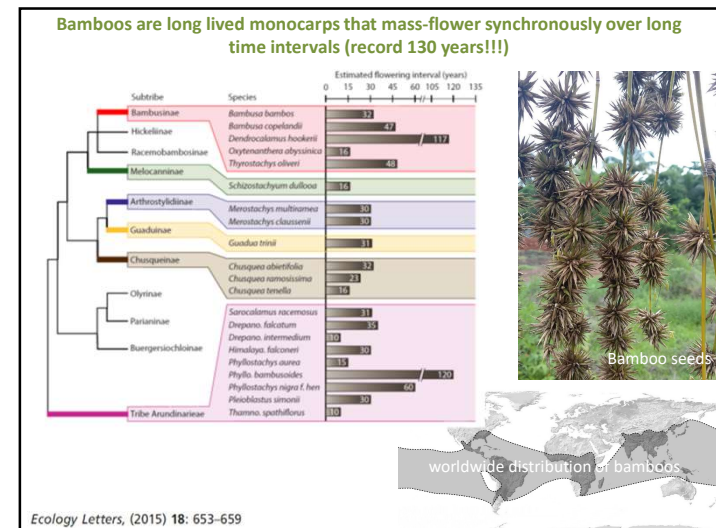 Bamboos are long lived monocarps that mass-flower synchronously over long
time intervals (record 130 years!!!)
Estimated flowering interval (years)
0 15 30 45 60 105 120 135
Subtribe Species
Bambusinae
Bambusa bambos 32
Bambusa copelandii 47
Dendrocalamus hookerii 117
Oxytenanthera abyssinica 16
Thyrostachys oliveri 48
Hickeliinae
Racemobambosinae
Melocanninae
Schizostachyum dullooa 16
Arthrostylidiinae
Merostachys multiramea 30
Merostachys claussenii 30
Guaduinae
Guadua trinii 31
Chusqueinae
Chusquea abietifolia 32
Chusquea ramosissima 23
Chusquea tenella 16
Olyrinae
Parianinae
Buergersiochloinae
Sarocalamus racemosus 31
Drepano. falcatum 35
Drepano. intermedium 10
Himalaya. falconeri 30
Phyllostachys aurea 15
Phyllo. bambusoides 120
Phyllostachys nigra f. hen 60
Pleioblastus simonii 30
Thamno. spathiflorus 10
Tribe Arundinarieae
Bamboo seeds
worldwide distribution of bamboos
Ecology Letters, (2015) 18: 653–659